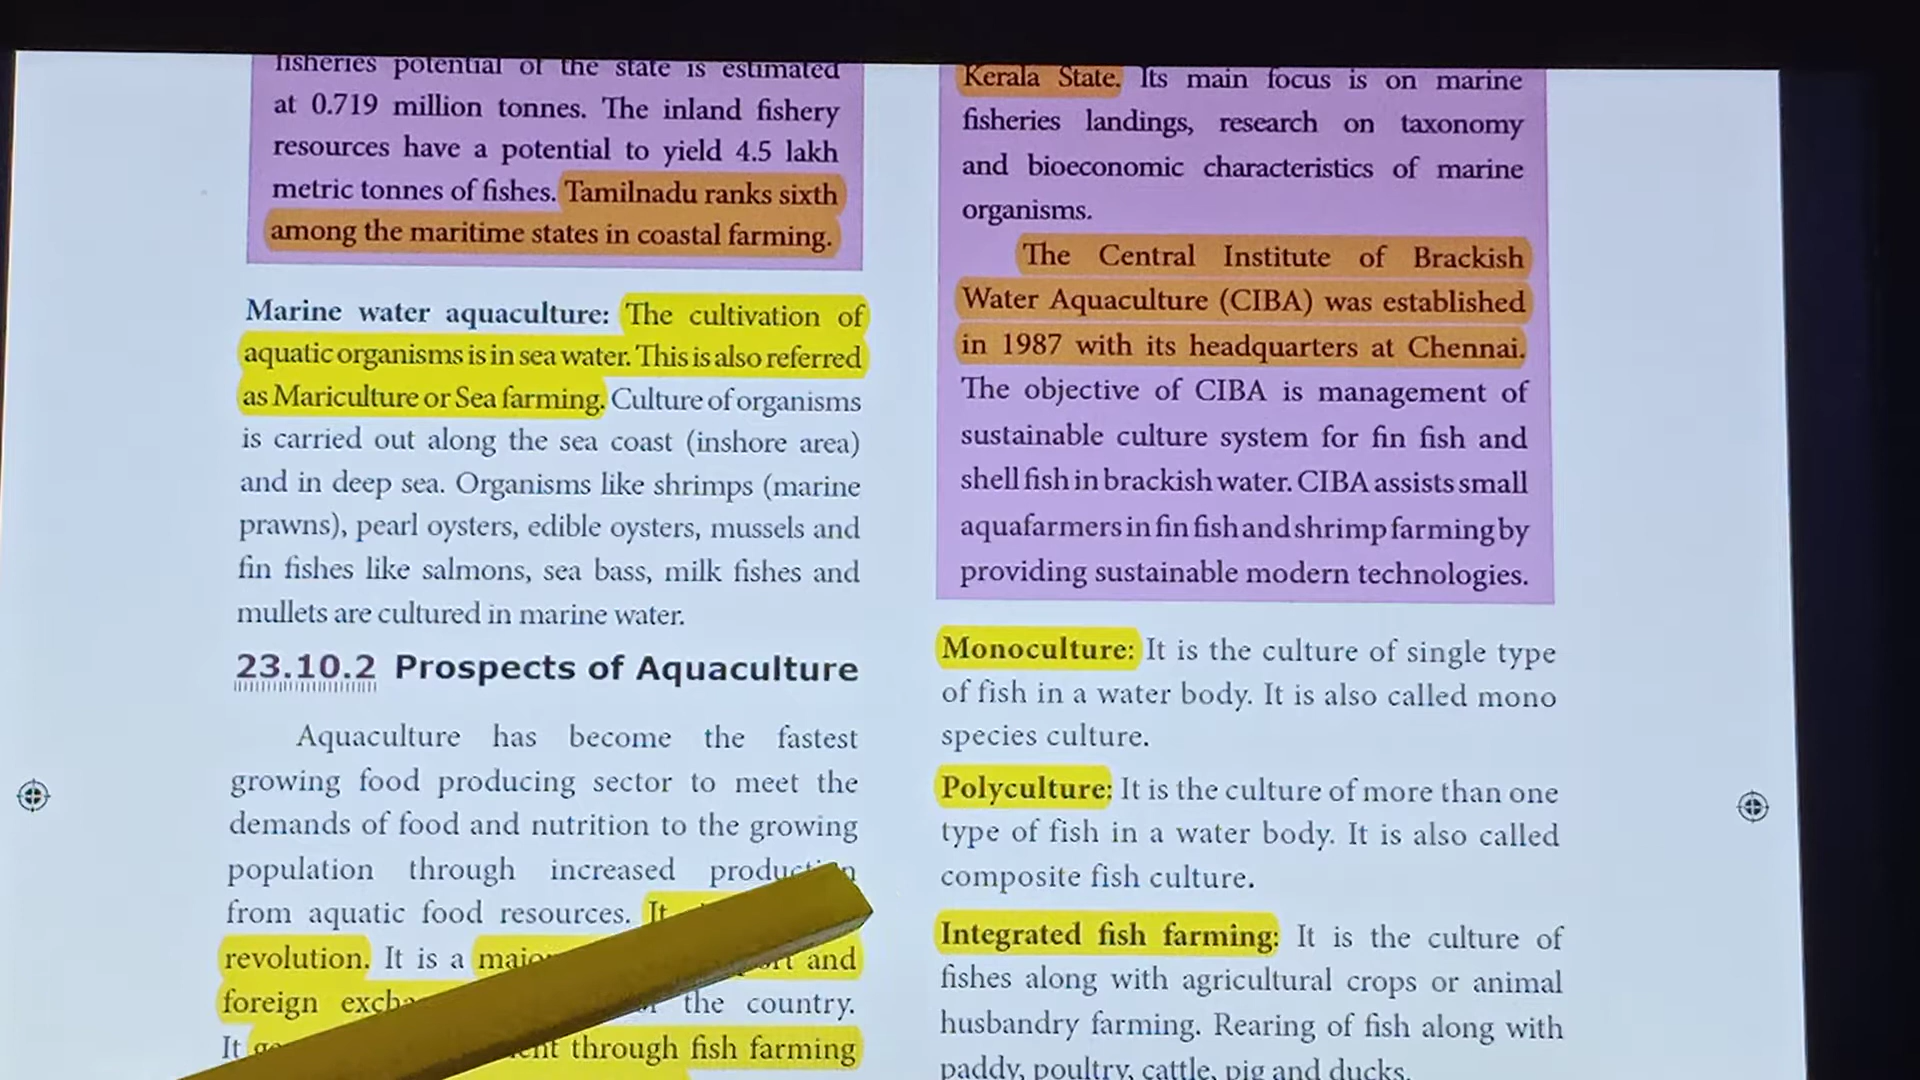 fisheries potential of the state is estimated
at 0.719 million tonnes. The inland fishery
resources have a potential to yield 4.5 lakh
metric tonnes of fishes. Tamilnadu ranks sixth
among the maritime states in coastal farming.
Marine water aquaculture: The cultivation of
aquatic organisms is in sea water. This is also referred
as Mariculture or Sea farming. Culture of organisms
is carried out along the sea coast (inshore area)
and in deep sea. Organisms like shrimps (marine
prawns), pearl oysters, edible oysters, mussels and
fin fishes like salmons, sea bass, milk fishes and
mullets are cultured in marine water.
23.10.2 Prospects of Aquaculture
Aquaculture has become the fastest
growing food producing sector to meet the
demands of food and nutrition to the growing
population through increased production
from aquatic food resources. It
revolution. It is a and
foreign the country.
It through fish farming
Kerala State. Its main focus is on marine
fisheries landings, research on taxonomy
and bioeconomic characteristics of marine
organisms.
The Central Institute of Brackish
Water Aquaculture (CIBA) was established
in 1987 with its headquarters at Chennai.
The objective of CIBA is management of
sustainable culture system for fin fish and
shell fish in brackish water. CIBA assists small
aquafarmers in fin fish and shrimp farming by
providing sustainable modern technologies.
Monoculture: It is the culture of single type
of fish in a water body. It is also called mono
species culture.
Polyculture: It is the culture of more than one
type of fish in a water body. It is also called
composite fish culture.
Integrated fish farming: It is the culture of
fishes along with agricultural crops or animal
husbandry farming. Rearing of fish along with
paddy, poultry, cattle, pig and ducks.